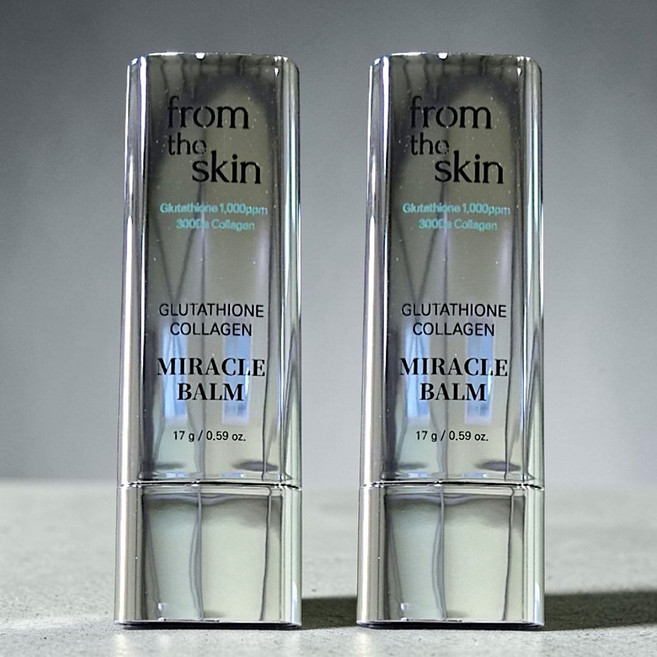 from
the
skin
Glutathione 1,000ppm
3000Da Collagen
GLUTATHIONE
COLLAGEN
MIRACLE
BALM
17 g / 0.59 oz.
from
the
skin
Glutathione 1,000ppm
3000Da Collagen
GLUTATHIONE
COLLAGEN
MIRACLE
BALM
17 g / 0.59 oz.